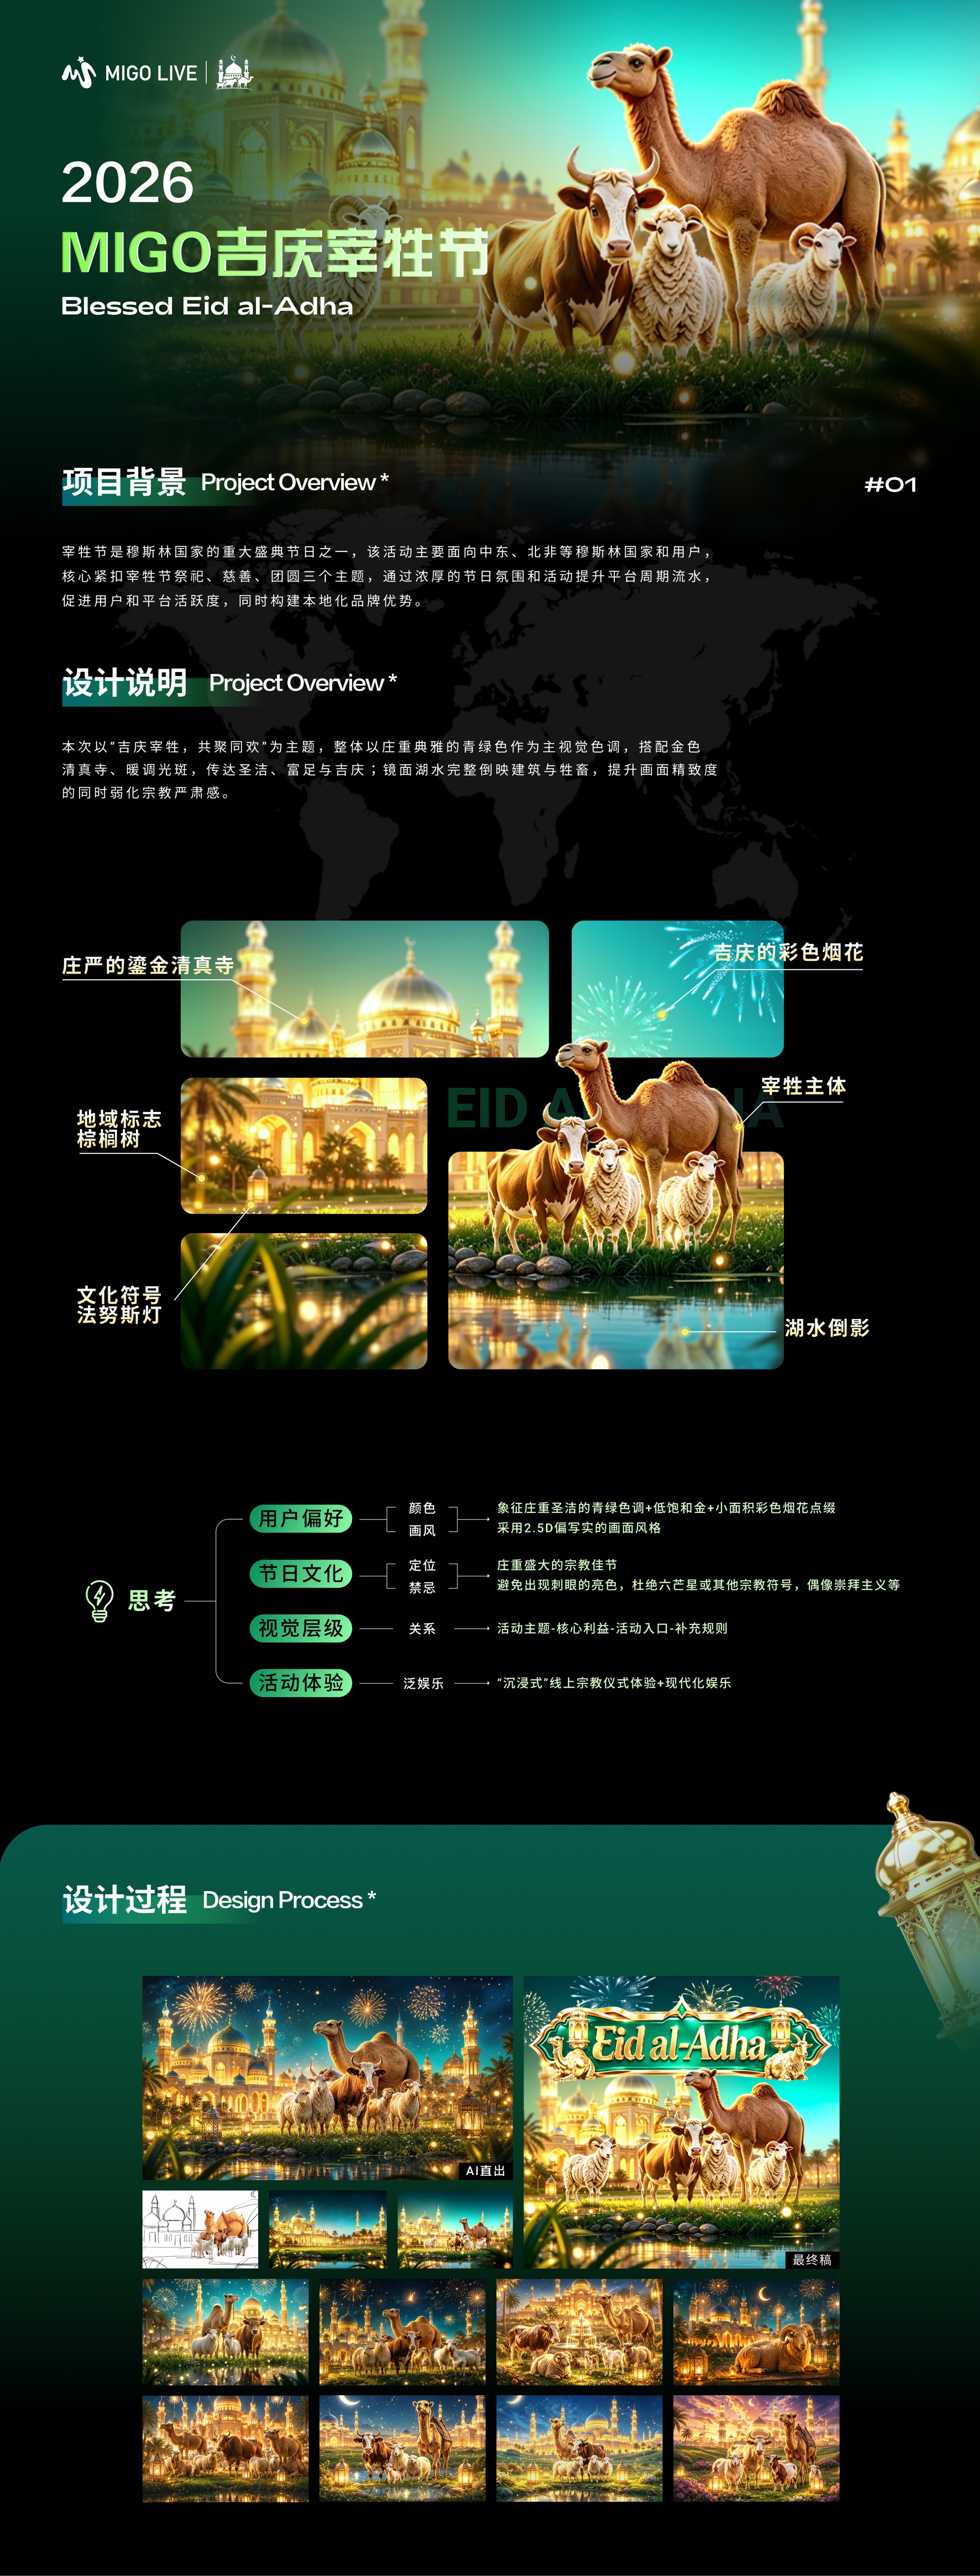 MIGO LIVE
2026
MIGO吉庆宰牲节
Blessed Eid al-Adha
项目背景 Project Overview *
#01
宰牲节是穆斯林国家的重大盛典节日之一，该活动主要面向中东、北非等穆斯林国家和用户，
核心紧扣宰牲节祭祀、慈善、团圆三个主题，通过浓厚的节日氛围和活动提升平台周期流水，
促进用户和平台活跃度，同时构建本地化品牌优势。
设计说明 Project Overview *
本次以“吉庆宰牲，共聚同欢”为主题，整体以庄重典雅的青绿色作为主视觉色调，搭配金色
清真寺、暖调光斑，传达圣洁、富足与吉庆；镜面湖水完整倒映建筑与牲畜，提升画面精致度
的同时弱化宗教严肃感。
庄严的鎏金清真寺
吉庆的彩色烟花
宰牲主体
地域标志
棕榈树
文化符号
法努斯灯
湖水倒影
思考
用户偏好
颜色
画风
象征庄重圣洁的青绿色调+低饱和金+小面积彩色烟花点缀
采用2.5D偏写实的画面风格
节日文化
定位
禁忌
庄重盛大的宗教佳节
避免出现刺眼的亮色，杜绝六芒星或其他宗教符号，偶像崇拜主义等
视觉层级
关系
活动主题-核心利益-活动入口-补充规则
活动体验
泛娱乐
“沉浸式”线上宗教仪式体验+现代化娱乐
设计过程 Design Process *
Eid al-Adha
AI直出
最终稿